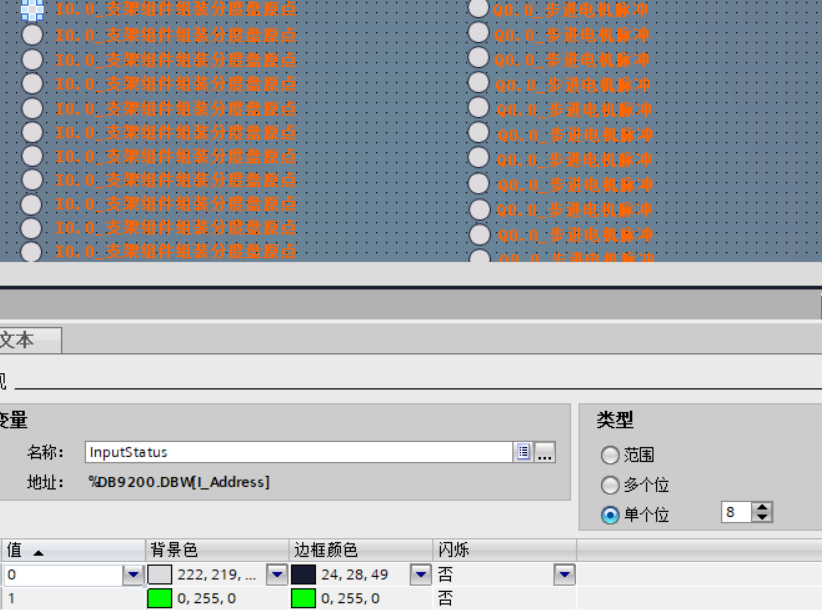 I0.0_支架组件组装分度盘原点 Q0.0_步进电机脉冲
I0.0_支架组件组装分度盘原点 Q0.0_步进电机脉冲
I0.0_支架组件组装分度盘原点 Q0.0_步进电机脉冲
I0.0_支架组件组装分度盘原点 Q0.0_步进电机脉冲
I0.0_支架组件组装分度盘原点 Q0.0_步进电机脉冲
I0.0_支架组件组装分度盘原点 Q0.0_步进电机脉冲
I0.0_支架组件组装分度盘原点 Q0.0_步进电机脉冲
I0.0_支架组件组装分度盘原点 Q0.0_步进电机脉冲
I0.0_支架组件组装分度盘原点 Q0.0_步进电机脉冲
I0.0_支架组件组装分度盘原点 Q0.0_步进电机脉冲
I0.0_支架组件组装分度盘原点 Q0.0_步进电机脉冲
文本
变量
名称: InputStatus ...
地址: %DB9200.DBW[I_Address]
类型
范围
多个位
单个位 8
值 背景色 边框颜色 闪烁
0 222, 219, ... 24, 28, 49 否
1 0, 255, 0 0, 255, 0 否